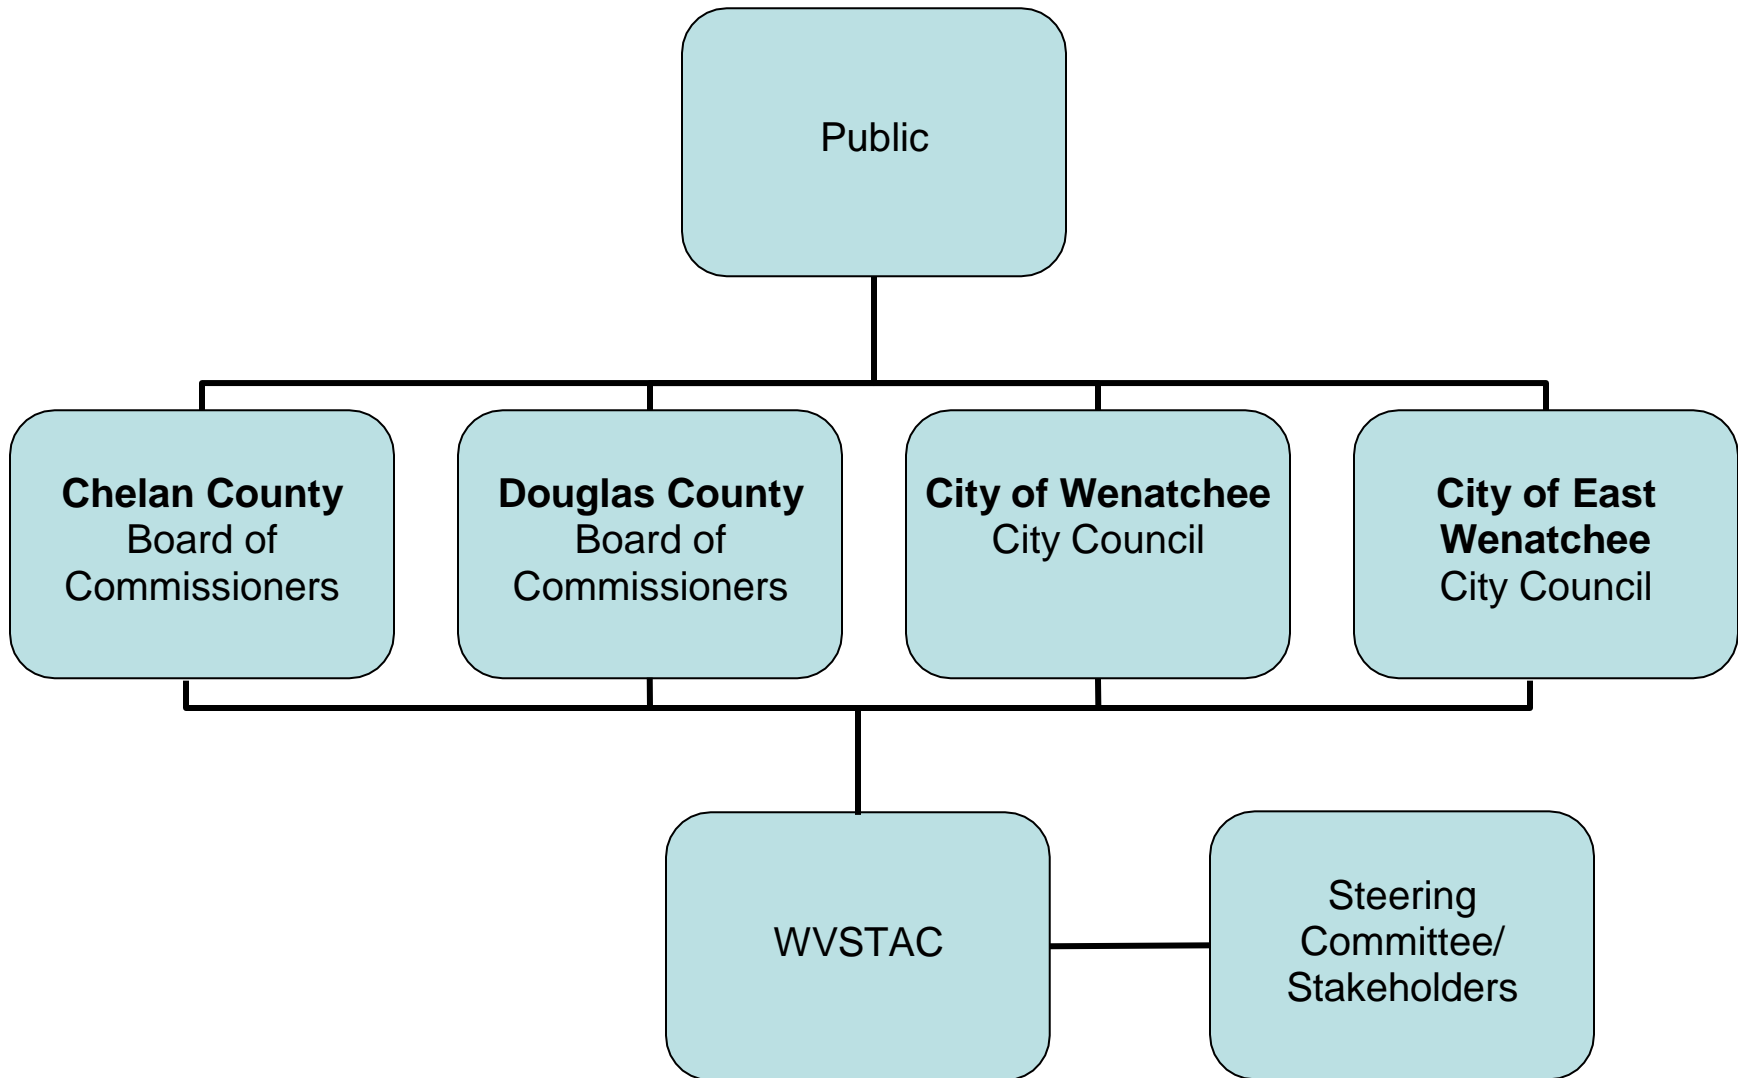 Public
Chelan County
Board of
Commissioners
Douglas County
Board of
Commissioners
City of Wenatchee
City Council
City of East
Wenatchee
City Council
WVSTAC
Steering
Committee/
Stakeholders